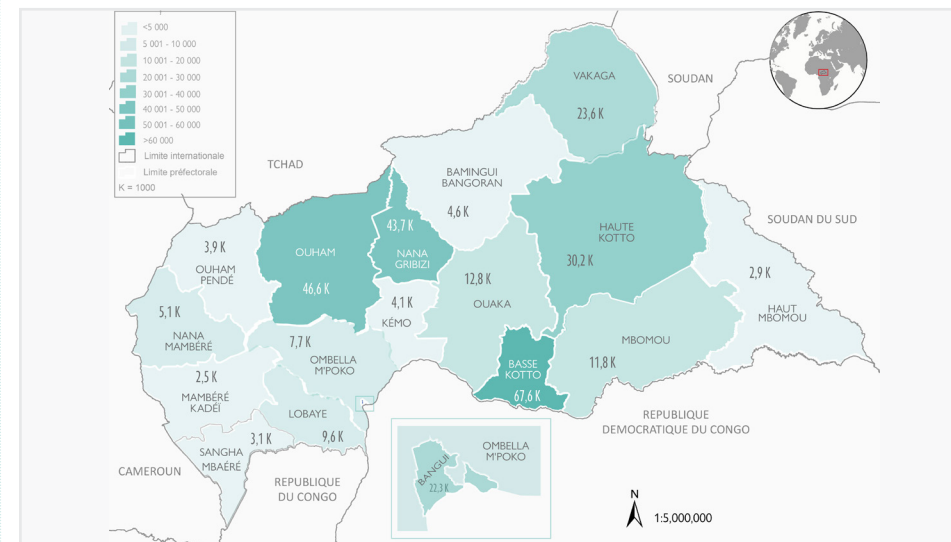 <5 000
5 001 - 10 000
10 001 - 20 000
20 001 - 30 000
30 001 - 40 000
40 001 - 50 000
50 001 - 60 000
>60 000
Limite internationale
Limite préfectorale
K = 1000
TCHAD
SOUDAN
SOUDAN DU SUD
VAKAGA
23,6 K
BAMINGUI
BANGORAN
4,6 K
HAUTE
KOTTO
30,2 K
43,7 K
NANA
GRIBIZI
OUHAM
46,6 K
3,9 K
OUHAM
PENDÉ
12,8 K
OUAKA
2,9 K
HAUT
MBOMOU
4,1 K
KÉMO
5,1 K
NANA
MAMBÉRÉ
7,7 K
OMBELLA
M'POKO
MBOMOU
11,8 K
BASSE
KOTTO
67,6 K
2,5 K
MAMBÉRÉ
KADÉÏ
LOBAYE
9,6 K
3,1 K
SANGHA
MBAÉRÉ
REPUBLIQUE
DEMOCRATIQUE DU CONGO
CAMEROUN
REPUBLIQUE
DU CONGO
OMBELLA
M'POKO
BANGUI
22,3 K
N
1:5,000,000